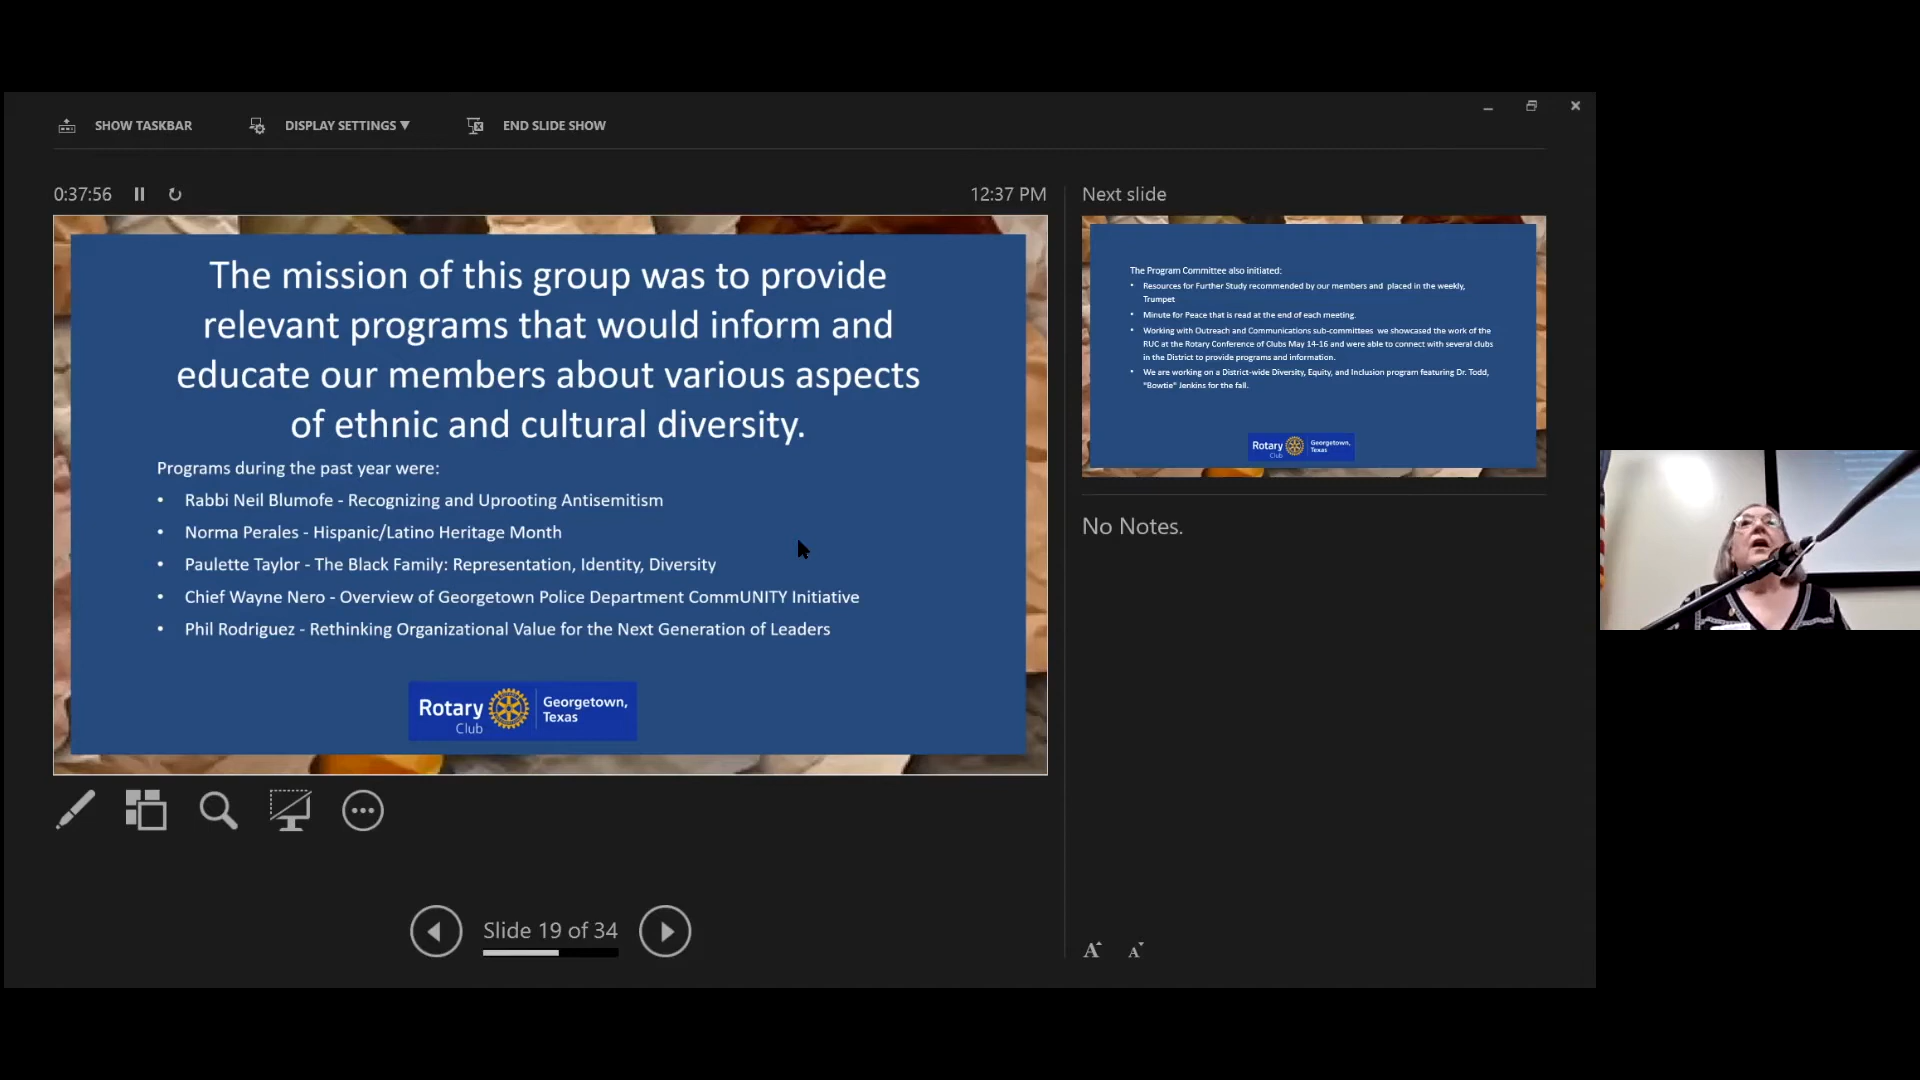 SHOW TASKBAR
DISPLAY SETTINGS ▼
END SLIDE SHOW
0:37:56
12:37 PM
The mission of this group was to provide
relevant programs that would inform and
educate our members about various aspects
of ethnic and cultural diversity.
Programs during the past year were:
• Rabbi Neil Blumofe - Recognizing and Uprooting Antisemitism
• Norma Perales - Hispanic/Latino Heritage Month
• Paulette Taylor - The Black Family: Representation, Identity, Diversity
• Chief Wayne Nero - Overview of Georgetown Police Department CommUNITY Initiative
• Phil Rodriguez - Rethinking Organizational Value for the Next Generation of Leaders
Rotary
Club
Georgetown,
Texas
Slide 19 of 34
Next slide
The Program Committee also initiated:
• Resources for Further Study recommended by our members and placed in the weekly,
Trumpet
• Minute for Peace that is read at the end of each meeting.
• Working with Outreach and Communications sub-committees we showcased the work of the
RUC at the Rotary Conference of Clubs May 14-16 and were able to connect with several clubs
in the District to provide programs and information.
• We are working on a District-wide Diversity, Equity, and Inclusion program featuring Dr. Todd,
"Bowtie" Jenkins for the fall.
Rotary
Club
Georgetown,
Texas
No Notes.
A A